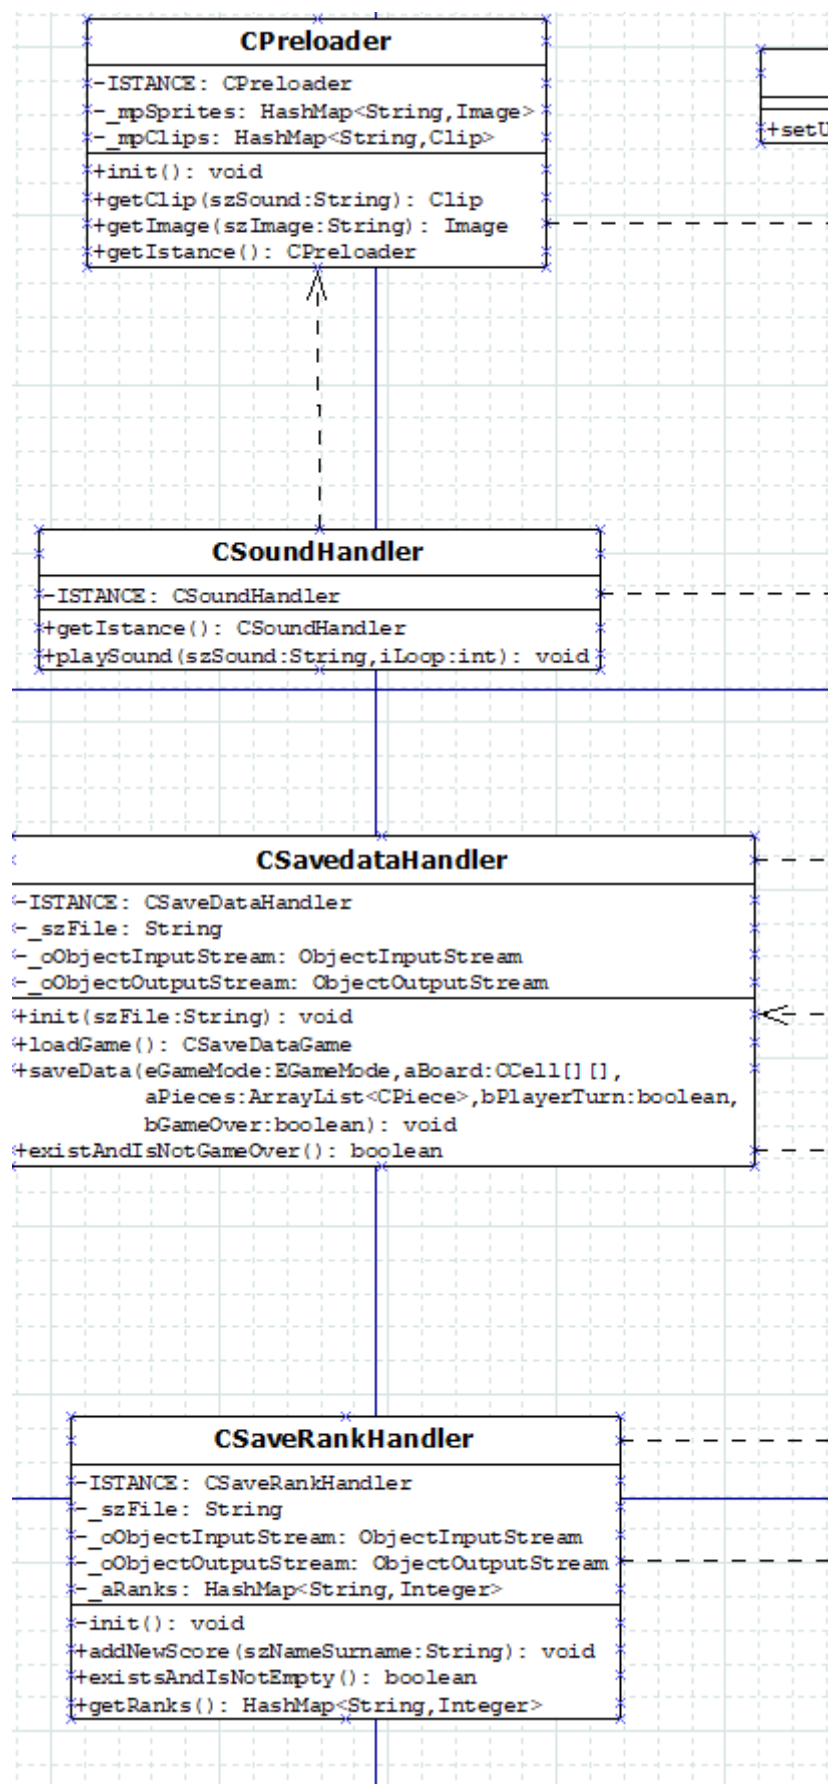 CPreloader
-ISTANCE: CPreloader
-_mpSprites: HashMap<String,Image>
-_mpClips: HashMap<String,Clip>
+init(): void
+getClip(szSound:String): Clip
+getImage(szImage:String): Image
+getIstance(): CPreloader
+setU
CSoundHandler
-ISTANCE: CSoundHandler
+getIstance(): CSoundHandler
+playSound(szSound:String,iLoop:int): void
CSavedataHandler
-ISTANCE: CSaveDataHandler
-_szFile: String
-_oObjectInputStream: ObjectInputStream
-_oObjectOutputStream: ObjectOutputStream
+init(szFile:String): void
+loadGame(): CSaveDataGame
+saveData(eGameMode:EGameMode,aBoard:CCell[][],
aPieces:ArrayList<CPiece>,bPlayerTurn:boolean,
bGameOver:boolean): void
+existAndIsNotGameOver(): boolean
CSaveRankHandler
-ISTANCE: CSaveRankHandler
-_szFile: String
-_oObjectInputStream: ObjectInputStream
-_oObjectOutputStream: ObjectOutputStream
-_aRanks: HashMap<String,Integer>
-init(): void
+addNewScore(szNameSurname:String): void
+existsAndIsNotEmpty(): boolean
+getRanks(): HashMap<String,Integer>